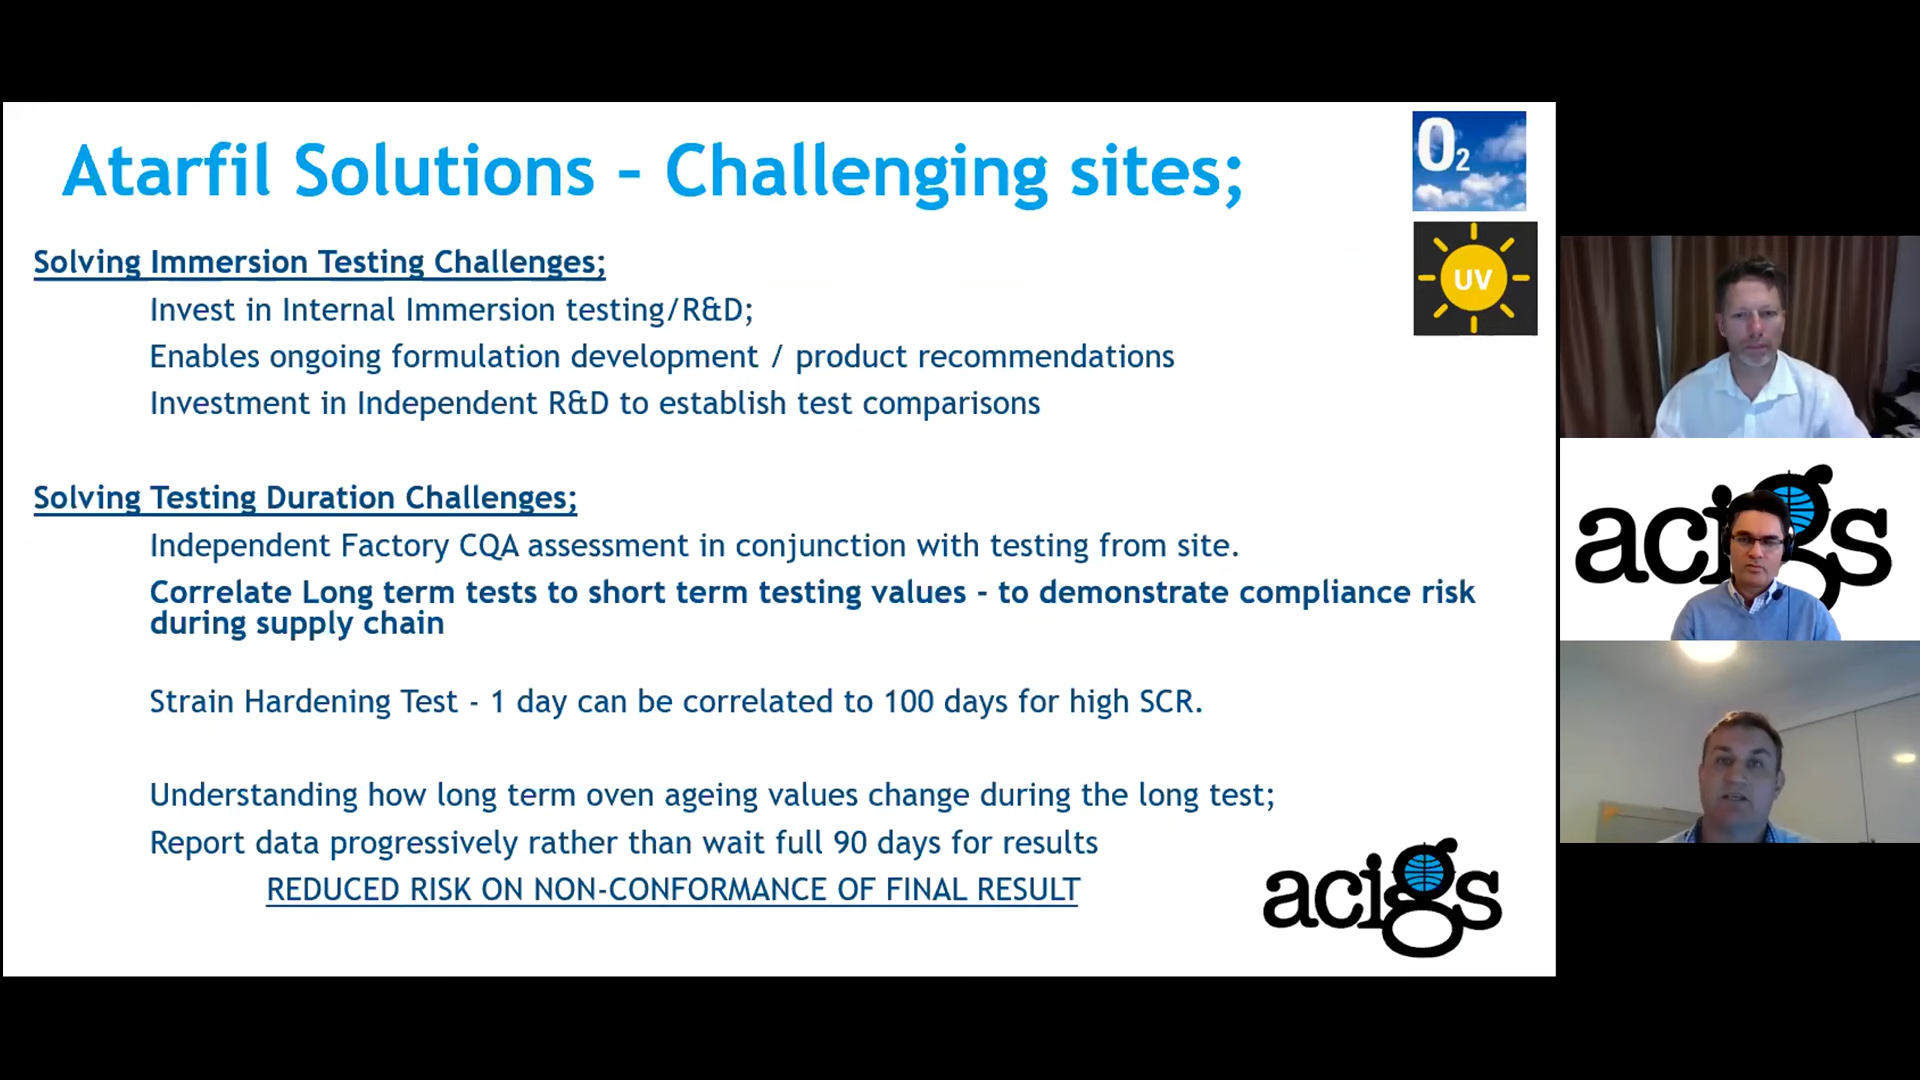 Atarfil Solutions – Challenging sites;
O2
UV
Solving Immersion Testing Challenges;
Invest in Internal Immersion testing/R&D;
Enables ongoing formulation development / product recommendations
Investment in Independent R&D to establish test comparisons
Solving Testing Duration Challenges;
Independent Factory CQA assessment in conjunction with testing from site.
Correlate Long term tests to short term testing values - to demonstrate compliance risk
during supply chain
Strain Hardening Test - 1 day can be correlated to 100 days for high SCR.
Understanding how long term oven ageing values change during the long test;
Report data progressively rather than wait full 90 days for results
REDUCED RISK ON NON-CONFORMANCE OF FINAL RESULT
acigs
acigs